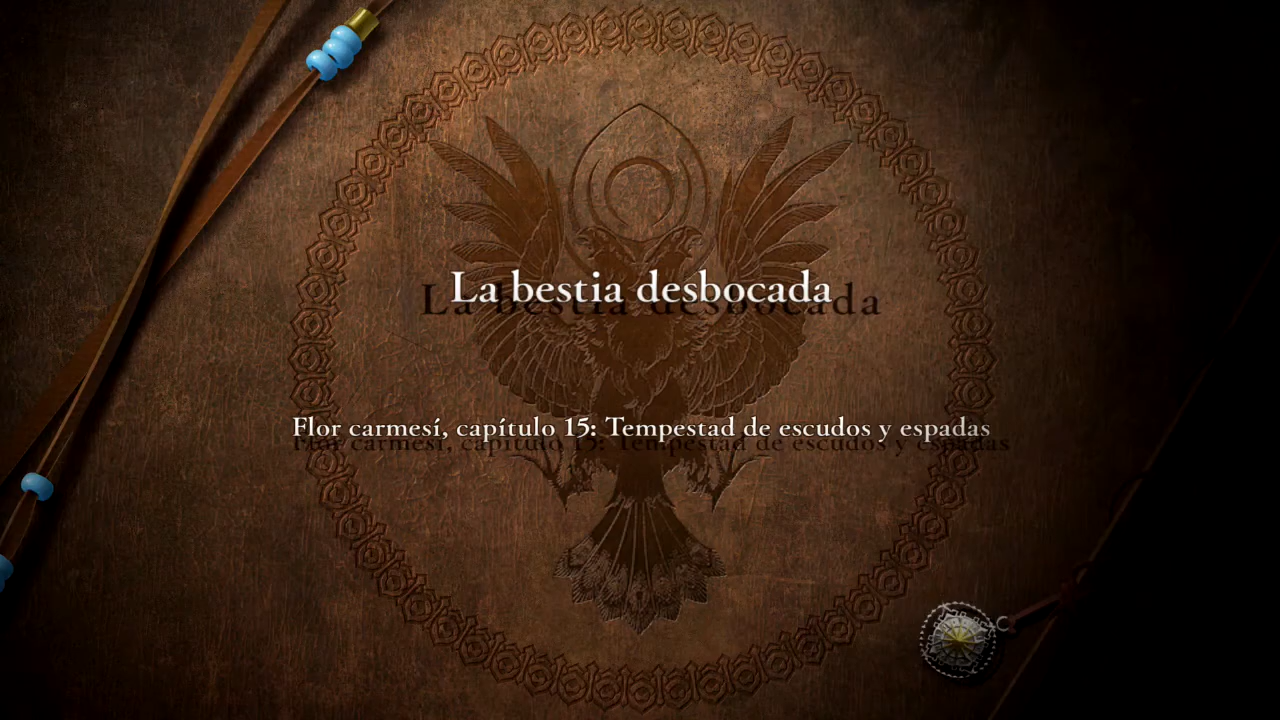 La bestia desbocada
Flor carmesí, capítulo 15: Tempestad de escudos y espadas